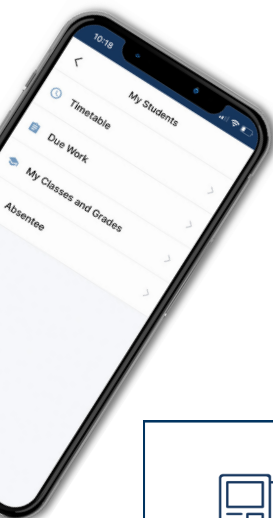 10:18
My Students
Timetable
Due Work
My Classes and Grades
Absentee